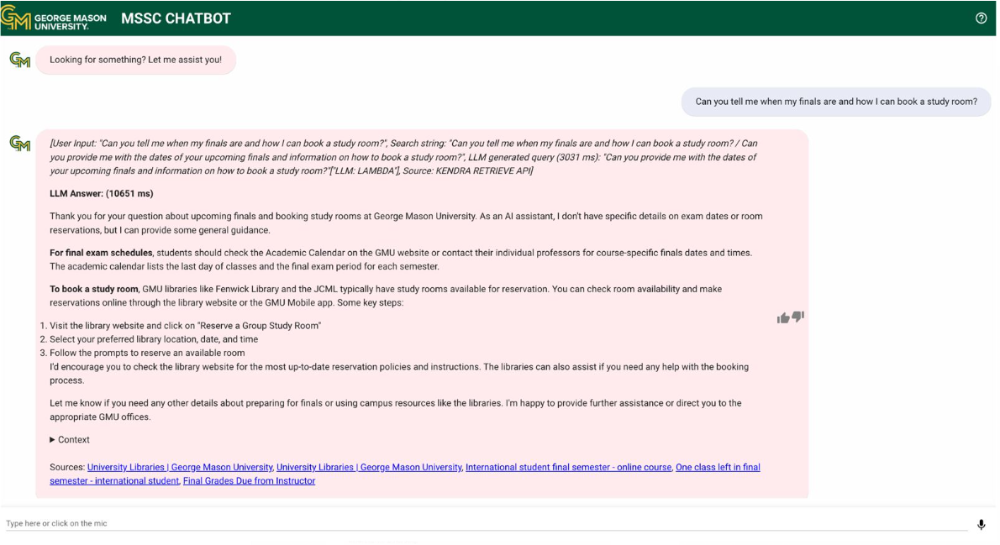 GM GEORGE MASON
UNIVERSITY.
MSSC CHATBOT
?
GM
Looking for something? Let me assist you!
Can you tell me when my finals are and how I can book a study room?
GM
[User Input: "Can you tell me when my finals are and how I can book a study room?", Search string: "Can you tell me when my finals are and how I can book a study room? / Can
you provide me with the dates of your upcoming finals and information on how to book a study room?", LLM generated query (3031 ms): "Can you provide me with the dates of
your upcoming finals and information on how to book a study room?"["LLM: LAMBDA"], Source: KENDRA RETRIEVE API]
LLM Answer: (10651 ms)
Thank you for your question about upcoming finals and booking study rooms at George Mason University. As an AI assistant, I don't have specific details on exam dates or room
reservations, but I can provide some general guidance.
For final exam schedules, students should check the Academic Calendar on the GMU website or contact their individual professors for course-specific finals dates and times.
The academic calendar lists the last day of classes and the final exam period for each semester.
To book a study room, GMU libraries like Fenwick Library and the JCML typically have study rooms available for reservation. You can check room availability and make
reservations online through the library website or the GMU Mobile app. Some key steps:
1. Visit the library website and click on "Reserve a Group Study Room"
2. Select your preferred library location, date, and time
3. Follow the prompts to reserve an available room
I'd encourage you to check the library website for the most up-to-date reservation policies and instructions. The libraries can also assist if you need any help with the booking
process.
Let me know if you need any other details about preparing for finals or using campus resources like the libraries. I'm happy to provide further assistance or direct you to the
appropriate GMU offices.
▶ Context
Sources: University Libraries | George Mason University, University Libraries | George Mason University, International student final semester - online course, One class left in final
semester - international student, Final Grades Due from Instructor
Type here or click on the mic